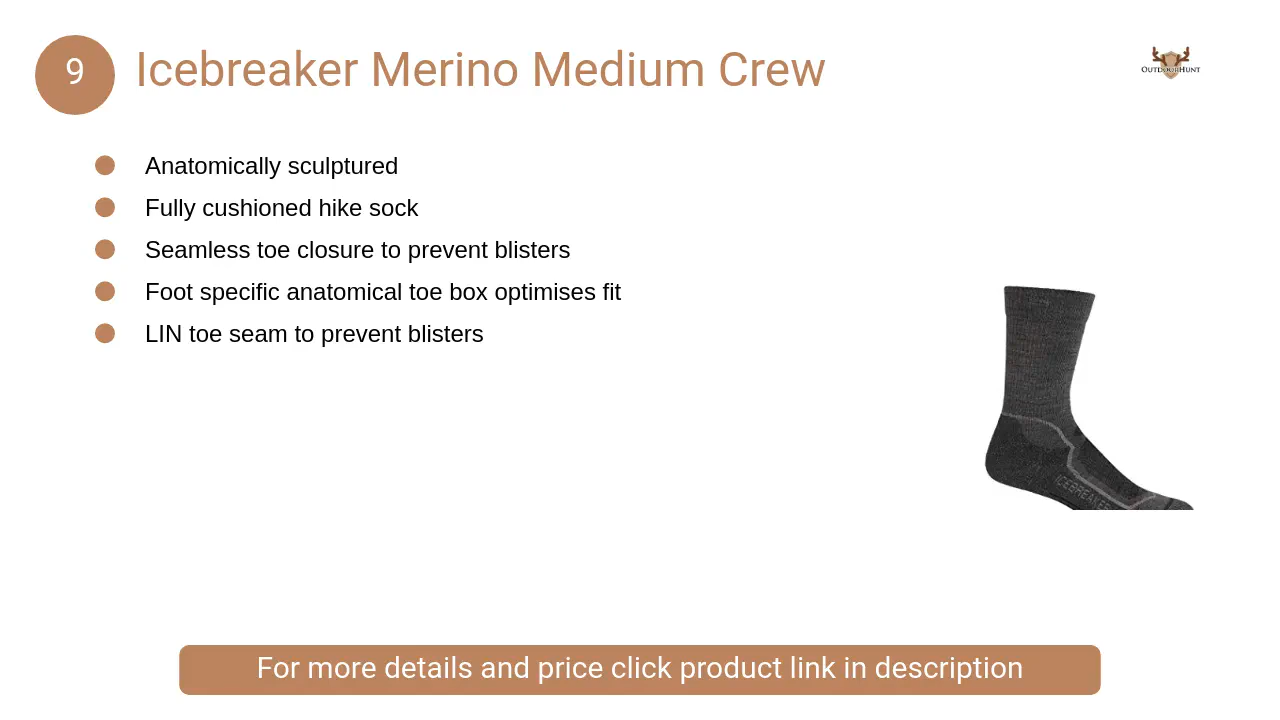 9
Icebreaker Merino Medium Crew
OUTDOORHUNT
Anatomically sculptured
Fully cushioned hike sock
Seamless toe closure to prevent blisters
Foot specific anatomical toe box optimises fit
LIN toe seam to prevent blisters
ICEBREAKER
For more details and price click product link in description